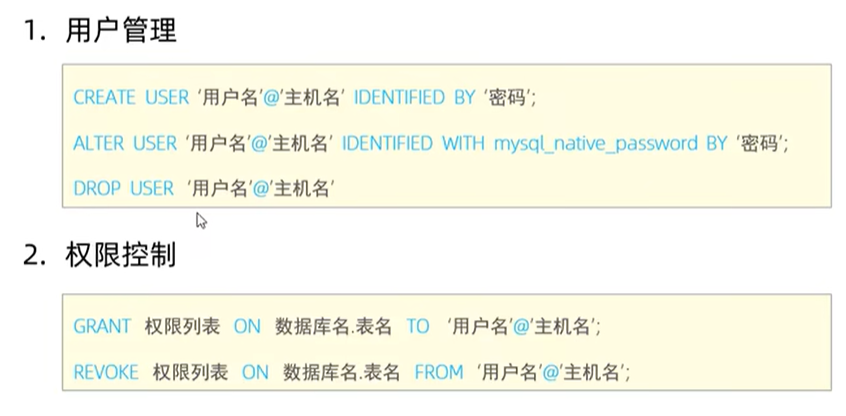 1. 用户管理
CREATE USER ‘用户名’@’主机名’ IDENTIFIED BY ‘密码’;
ALTER USER ‘用户名’@’主机名’ IDENTIFIED WITH mysql_native_password BY ‘密码’;
DROP USER ‘用户名’@’主机名’
2. 权限控制
GRANT 权限列表 ON 数据库名.表名 TO ‘用户名’@’主机名’;
REVOKE 权限列表 ON 数据库名.表名 FROM ‘用户名’@’主机名’;